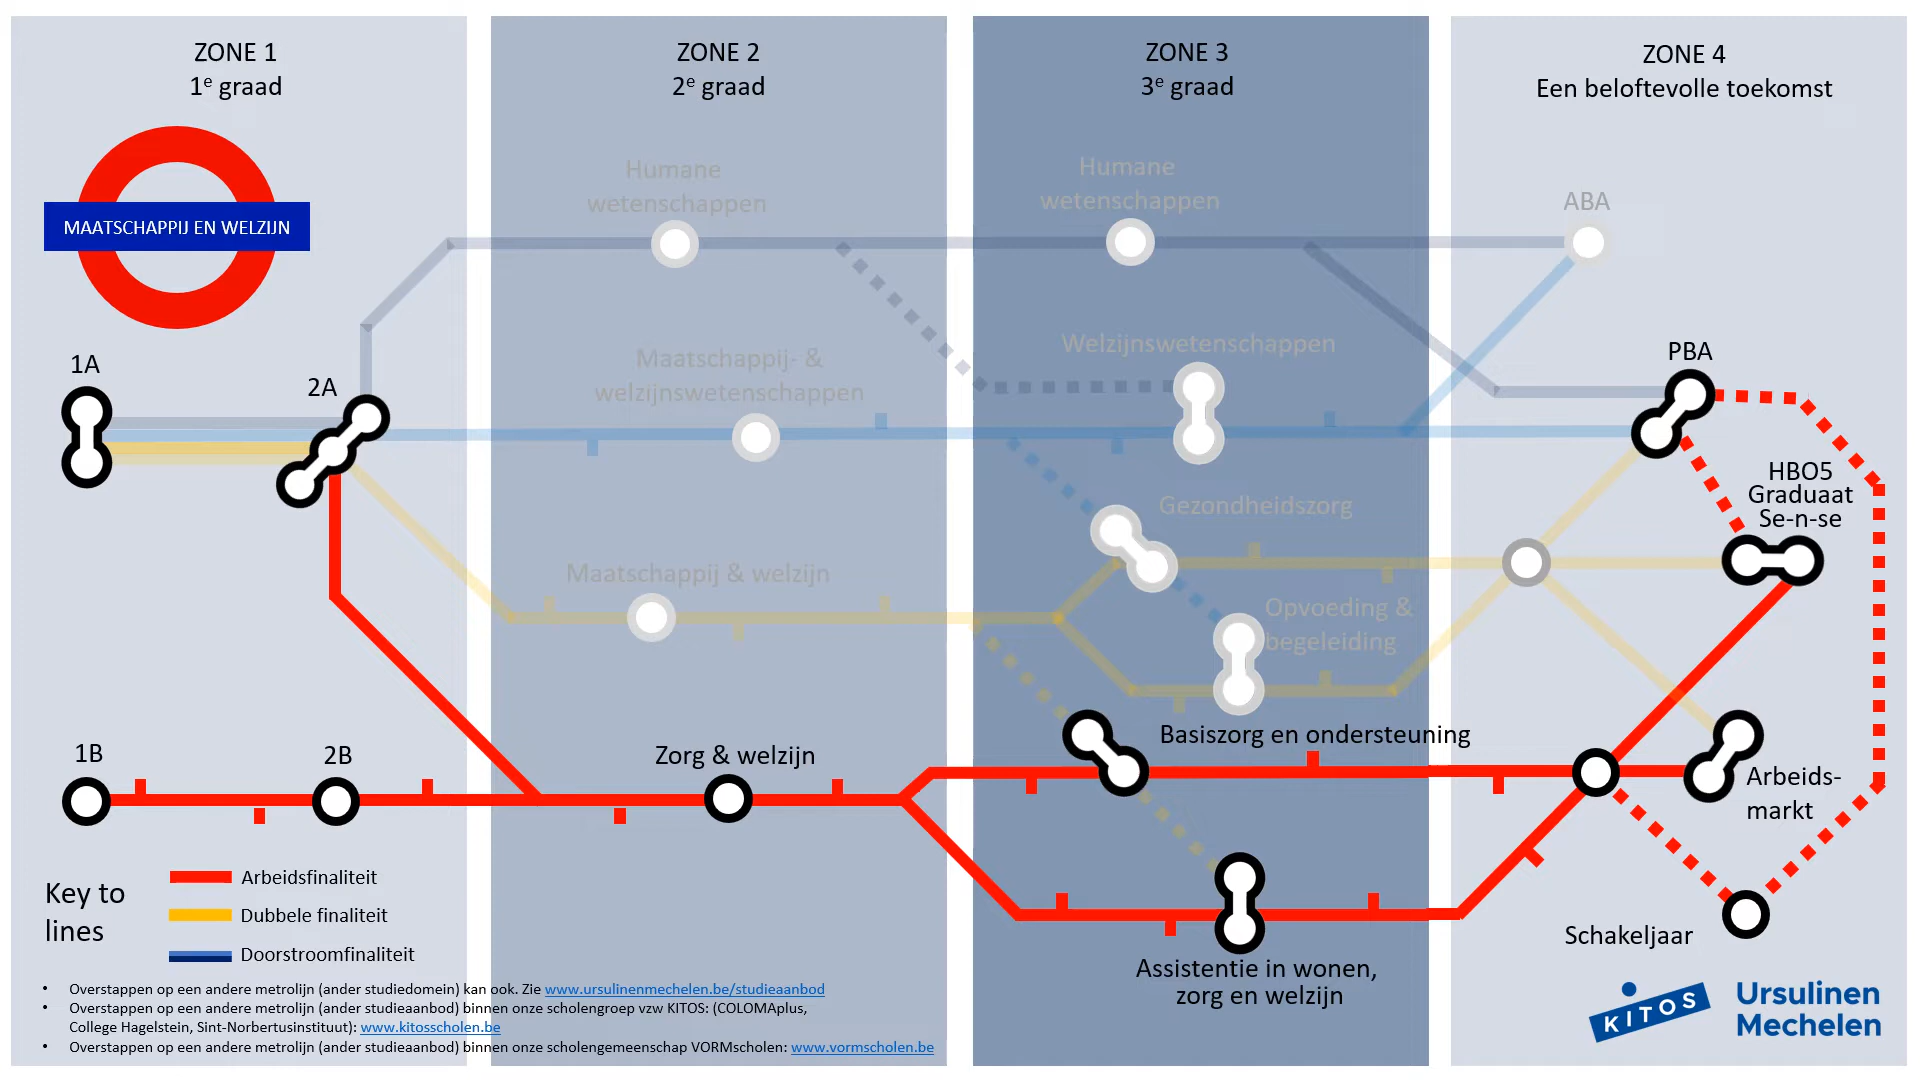 ZONE 1
1e graad
ZONE 2
2e graad
ZONE 3
3e graad
ZONE 4
Een beloftevolle toekomst
MAATSCHAPPIJ EN WELZIJN
Humane
wetenschappen
Humane
wetenschappen
ABA
1A
2A
Maatschappij- &
welzijnswetenschappen
Welzijnswetenschappen
PBA
HBO5
Graduaat
Se-n-se
Gezondheidszorg
Maatschappij & welzijn
Opvoeding &
begeleiding
1B
2B
Zorg & welzijn
Basiszorg en ondersteuning
Arbeids-
markt
Schakeljaar
Assistentie in wonen,
zorg en welzijn
Key to
lines
Arbeidsfinaliteit
Dubbele finaliteit
Doorstroomfinaliteit
• Overstappen op een andere metrolijn (ander studiedomein) kan ook. Zie www.ursulinenmechelen.be/studieaanbod
• Overstappen op een andere metrolijn (ander studieaanbod) binnen onze scholengroep vzw KITOS: (COLOMAplus,
College Hagelstein, Sint-Norbertusinstituut): www.kitosscholen.be
• Overstappen op een andere metrolijn (ander studieaanbod) binnen onze scholengemeenschap VORMscholen: www.vormscholen.be
KITOS
Ursulinen
Mechelen